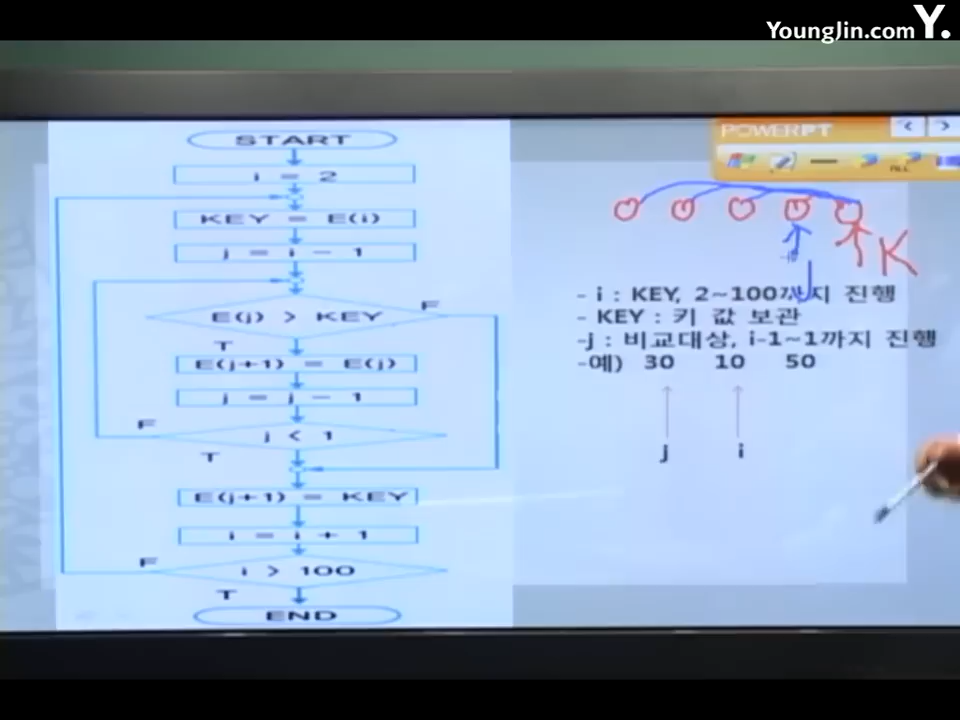 YoungJin.com Y.
POWERPT
START
i = 2
KEY = E(i)
j = i - 1
E(j) > KEY
F
T
E(j+1) = E(j)
j = j - 1
F
j < 1
T
E(j+1) = KEY
i = i + 1
F
i > 100
T
END
K
j
- i : KEY, 2~100까지 진행
- KEY : 키 값 보관
-j : 비교대상, i-1~1까지 진행
-예) 30 10 50
j i